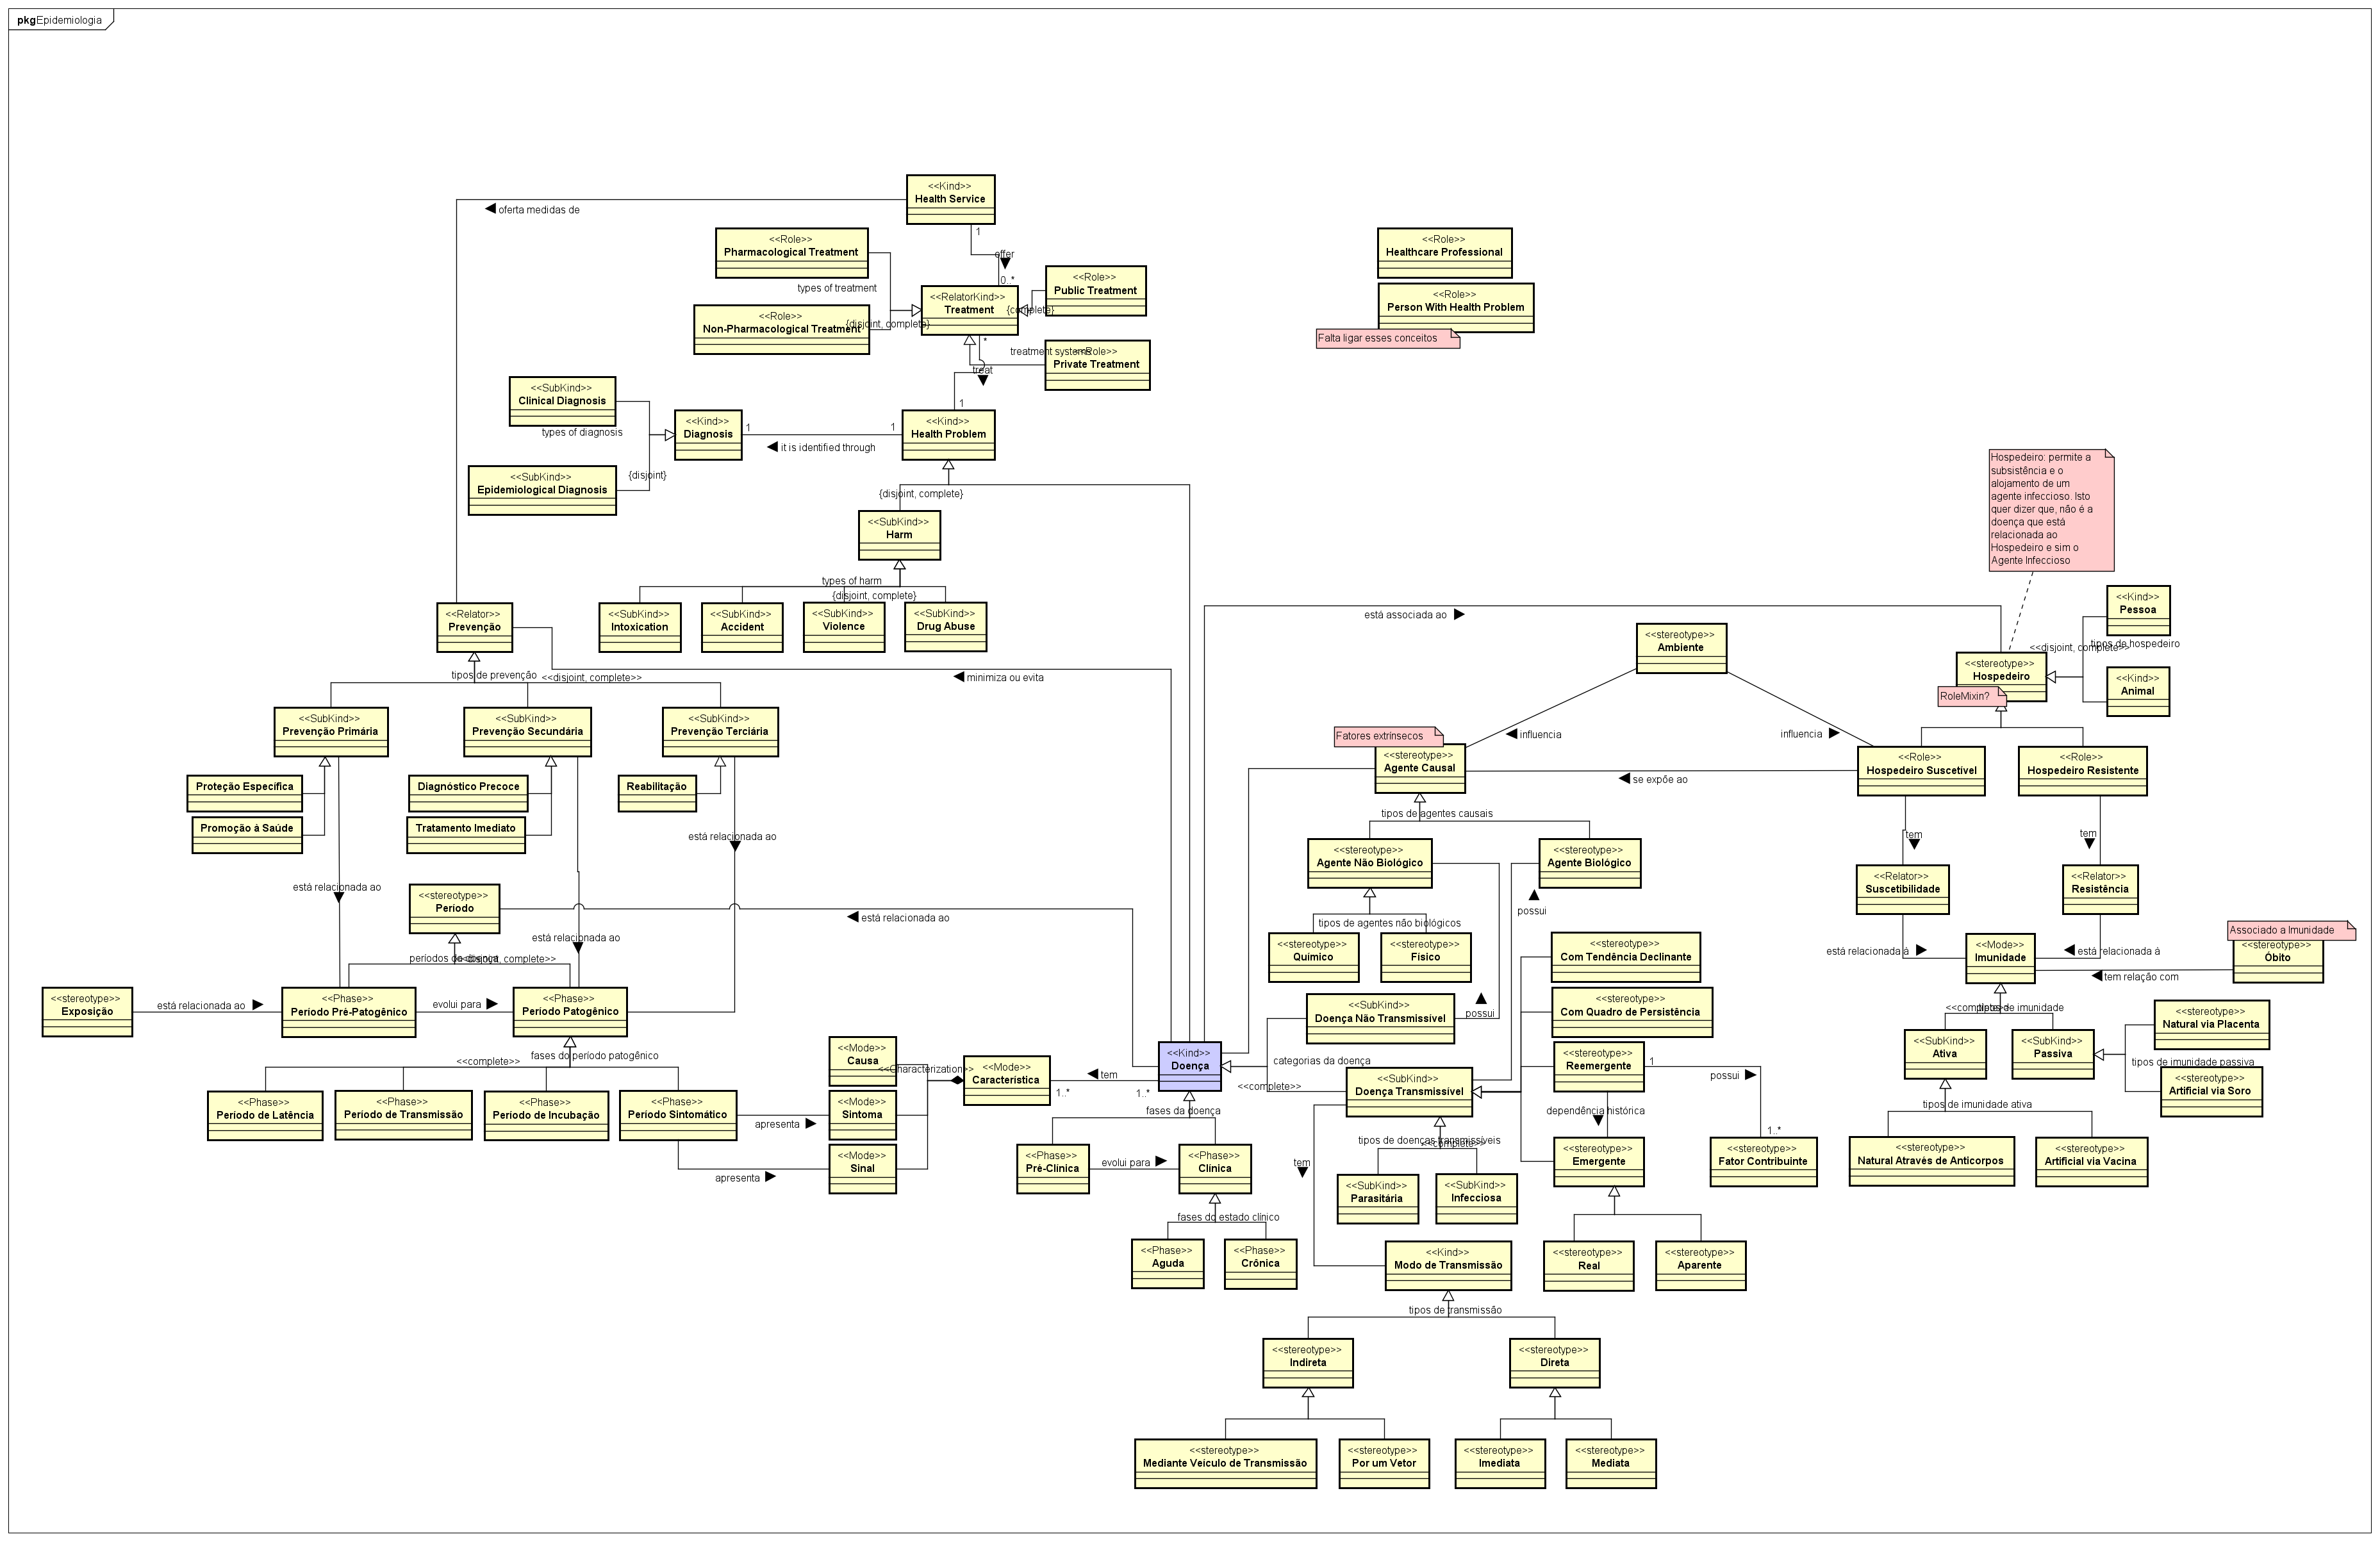 pkg Epidemiologia
<<Kind>>
Health Service
oferta medidas de
1
offer
0..*
<<Role>>
Pharmacological Treatment
types of treatment
<<Role>>
Non-Pharmacological Treatment
{disjoint, complete}
<<RelatorKind>>
Treatment
{complete}
<<Role>>
Public Treatment
treatment systems
<<Role>>
Private Treatment
*
treat
1
<<Role>>
Healthcare Professional
<<Role>>
Person With Health Problem
Falta ligar esses conceitos
<<SubKind>>
Clinical Diagnosis
types of diagnosis
{disjoint}
<<SubKind>>
Epidemiological Diagnosis
<<Kind>>
Diagnosis
1
it is identified through
1
<<Kind>>
Health Problem
{disjoint, complete}
<<SubKind>>
Harm
types of harm
{disjoint, complete}
<<SubKind>>
Intoxication
<<SubKind>>
Accident
<<SubKind>>
Violence
<<SubKind>>
Drug Abuse
Hospedeiro: permite a
subsistência e o
alojamento de um
agente infeccioso. Isto
quer dizer que, não é a
doença que está
relacionada ao
Hospedeiro e sim o
Agente Infeccioso
está associada ao
<<Kind>>
Pessoa
tipos de hospedeiro
<<disjoint, complete>>
<<Kind>>
Animal
<<stereotype>>
Hospedeiro
RoleMixin?
<<stereotype>>
Ambiente
influencia
influencia
<<Relator>>
Prevenção
tipos de prevenção
<<disjoint, complete>>
minimiza ou evita
<<SubKind>>
Prevenção Primária
<<SubKind>>
Prevenção Secundária
<<SubKind>>
Prevenção Terciária
Proteção Específica
Promoção à Saúde
Diagnóstico Precoce
Tratamento Imediato
Reabilitação
está relacionada ao
está relacionada ao
está relacionada ao
Fatores extrínsecos
<<stereotype>>
Agente Causal
se expõe ao
<<Role>>
Hospedeiro Suscetível
<<Role>>
Hospedeiro Resistente
tem
tem
tipos de agentes causais
<<stereotype>>
Agente Não Biológico
<<stereotype>>
Agente Biológico
possui
tipos de agentes não biológicos
<<stereotype>>
Químico
<<stereotype>>
Físico
<<Relator>>
Suscetibilidade
<<Relator>>
Resistência
está relacionada á
está relacionada á
<<Mode>>
Imunidade
Associado a Imunidade
<<stereotype>>
Óbito
tem relação com
<<complete>>
tipos de imunidade
<<SubKind>>
Ativa
<<SubKind>>
Passiva
<<stereotype>>
Natural via Placenta
tipos de imunidade passiva
<<stereotype>>
Artificial via Soro
tipos de imunidade ativa
<<stereotype>>
Natural Através de Anticorpos
<<stereotype>>
Artificial via Vacina
<<stereotype>>
Período
está relacionada ao
períodos da doença
<<disjoint, complete>>
<<stereotype>>
Exposição
está relacionada ao
<<Phase>>
Período Pré-Patogênico
evolui para
<<Phase>>
Período Patogênico
<<complete>>
fases do período patogênico
<<Phase>>
Período de Latência
<<Phase>>
Período de Transmissão
<<Phase>>
Período de Incubação
<<Phase>>
Período Sintomático
apresenta
apresenta
<<Mode>>
Causa
<<Mode>>
Sintoma
<<Mode>>
Sinal
<<Characterization>>
<<Mode>>
Característica
tem
1..*
1..*
<<Kind>>
Doença
categorias da doença
<<complete>>
<<SubKind>>
Doença Não Transmissível
possui
<<SubKind>>
Doença Transmissível
<<stereotype>>
Com Tendência Declinante
<<stereotype>>
Com Quadro de Persistência
<<stereotype>>
Reemergente
1
possui
1..*
dependência histórica
<<stereotype>>
Emergente
<<stereotype>>
Fator Contribuinte
<<stereotype>>
Real
<<stereotype>>
Aparente
fases da doença
<<Phase>>
Pré-Clínica
evolui para
<<Phase>>
Clínica
fases do estado clínico
<<Phase>>
Aguda
<<Phase>>
Crônica
tipos de doenças transmissíveis
<<complete>>
<<SubKind>>
Parasitária
<<SubKind>>
Infecciosa
tem
<<Kind>>
Modo de Transmissão
tipos de transmissão
<<stereotype>>
Indireta
<<stereotype>>
Direta
<<stereotype>>
Mediante Veículo de Transmissão
<<stereotype>>
Por um Vetor
<<stereotype>>
Imediata
<<stereotype>>
Mediata